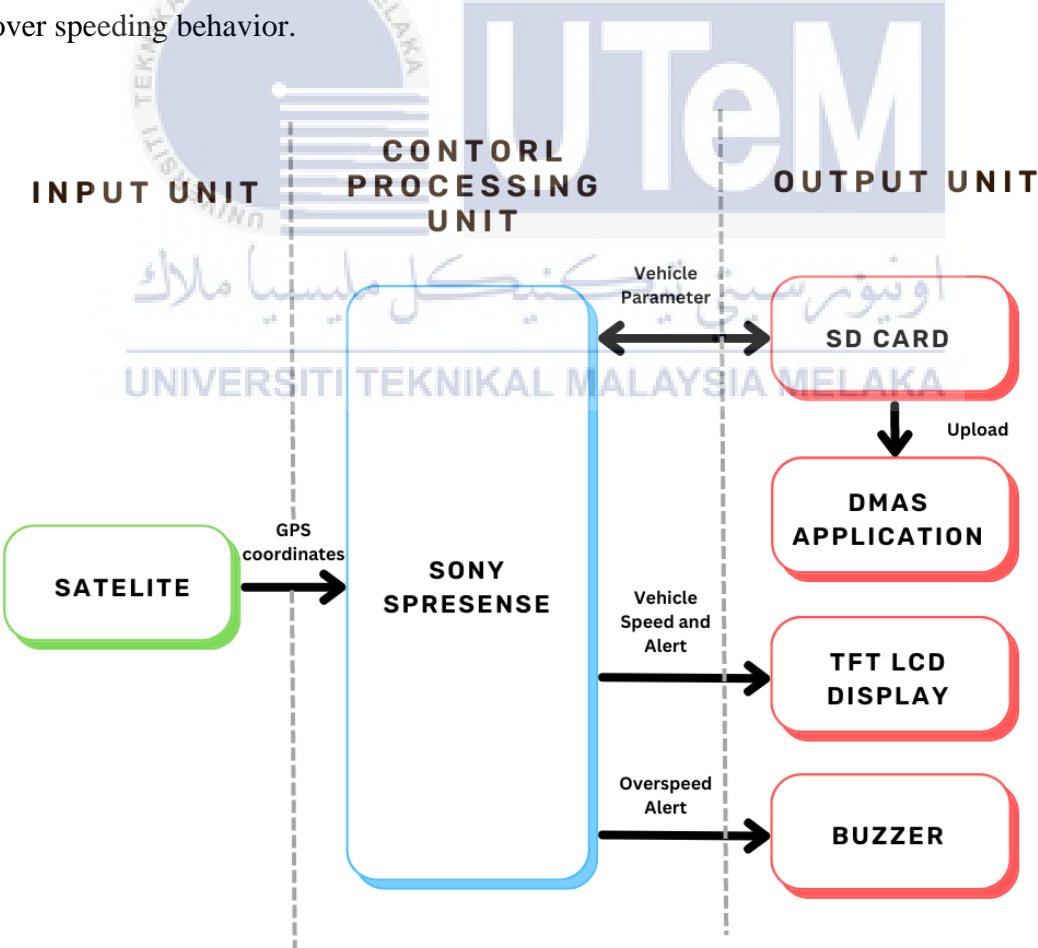 over speeding behavior.
UTeM
UNIVERSITI TEKNIKAL MALAYSIA MELAKA
اونيۏرسيتي تيكنيكل مليسيا ملاك
INPUT UNIT
CONTORL
PROCESSING
UNIT
OUTPUT UNIT
Vehicle
Parameter
SD CARD
Upload
DMAS
APPLICATION
SATELITE
GPS
coordinates
SONY
SPRESENSE
Vehicle
Speed and
Alert
TFT LCD
DISPLAY
Overspeed
Alert
BUZZER